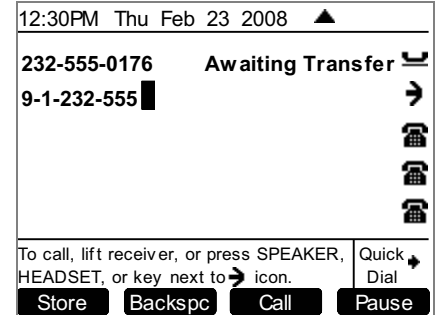 12:30PM Thu Feb 23 2008
232-555-0176 Awaiting Transfer
9-1-232-555
To call, lift receiver, or press SPEAKER,
HEADSET, or key next to icon.
Quick
Dial
Store Backspc Call Pause